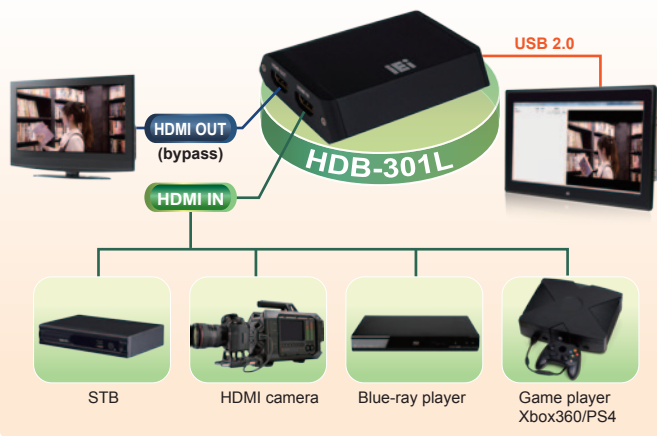 USB 2.0
iEi
HDMI OUT
(bypass)
HDB-301L
HDMI IN
STB
HDMI camera
Blue-ray player
Game player
Xbox360/PS4